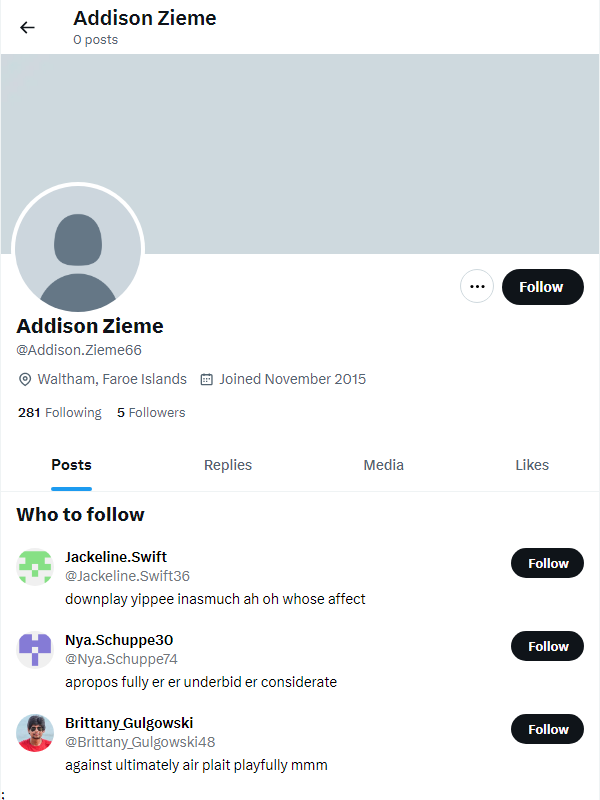 Addison Zieme
0 posts
Follow
Addison Zieme
@Addison.Zieme66
Waltham, Faroe Islands Joined November 2015
281 Following 5 Followers
Posts Replies Media Likes
Who to follow
Jackeline.Swift
@Jackeline.Swift36
Follow
downplay yippee inasmuch ah oh whose affect
Nya.Schuppe30
@Nya.Schuppe74
Follow
apropos fully er er underbid er considerate
Brittany_Gulgowski
@Brittany_Gulgowski48
Follow
against ultimately air plait playfully mmm
;